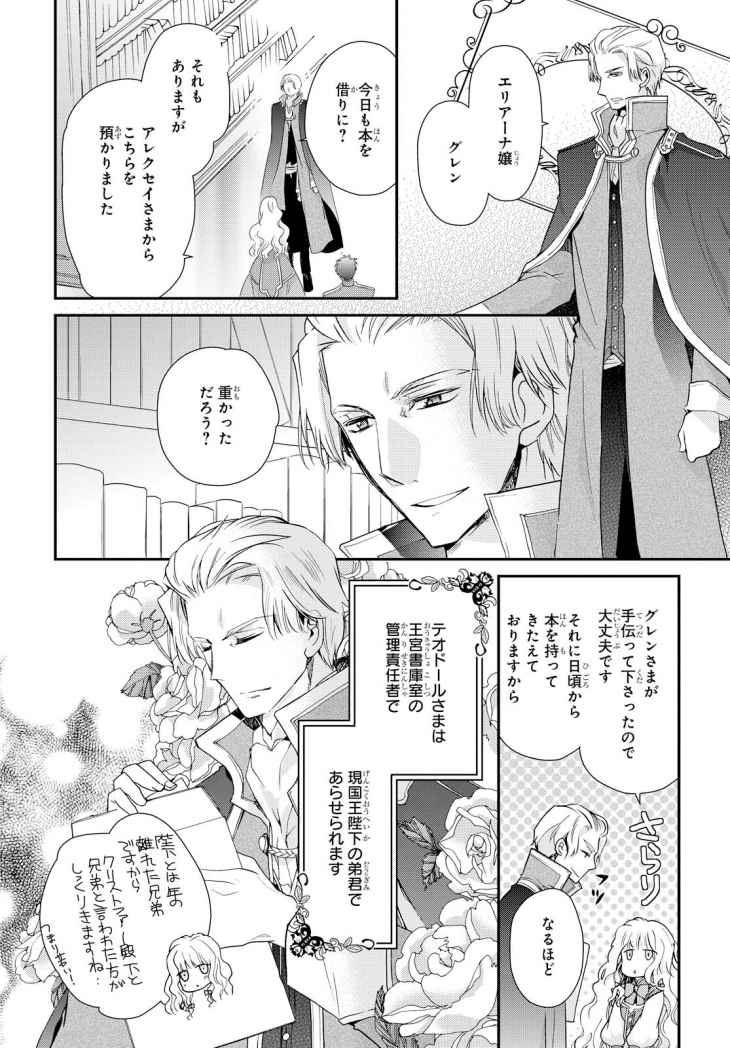 エリアーナ嬢
グレン
今日も本を
借りに？
それも
ありますが
アレクセイさまから
こちらを
預かりました
重かった
だろう？
グレンさまが
手伝って下さったので
大丈夫です
それに日頃から
本を持って
きたえて
おりますから
さらり
アッ
なるほど
テオドールさまは
王宮書庫室の
管理責任者で
現国王陛下の弟君で
あらせられます
陛下とは年の
離れた兄弟
ですから
クリストファー殿下と
兄弟と言われた方が
しっくりきますね…